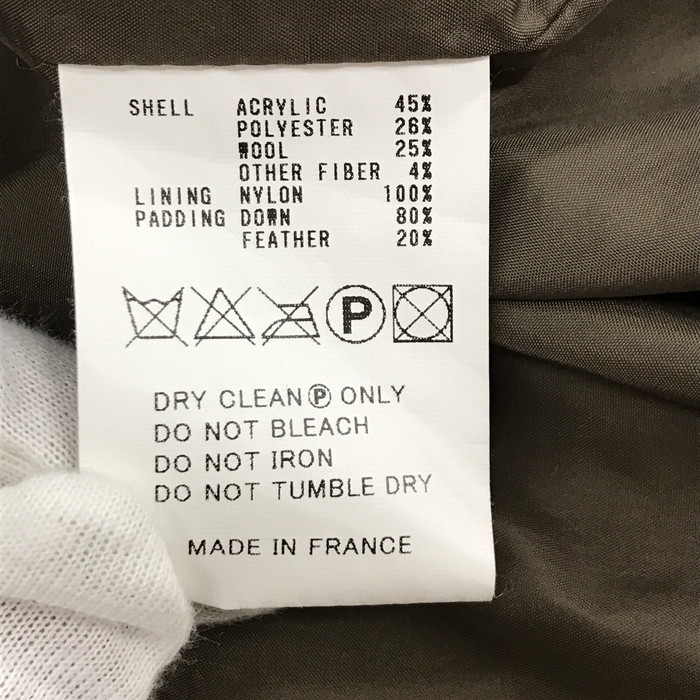 SHELL ACRYLIC 45%
POLYESTER 26%
WOOL 25%
OTHER FIBER 4%
LINING NYLON 100%
PADDING DOWN 80%
FEATHER 20%
P
DRY CLEAN Ⓟ ONLY
DO NOT BLEACH
DO NOT IRON
DO NOT TUMBLE DRY
MADE IN FRANCE